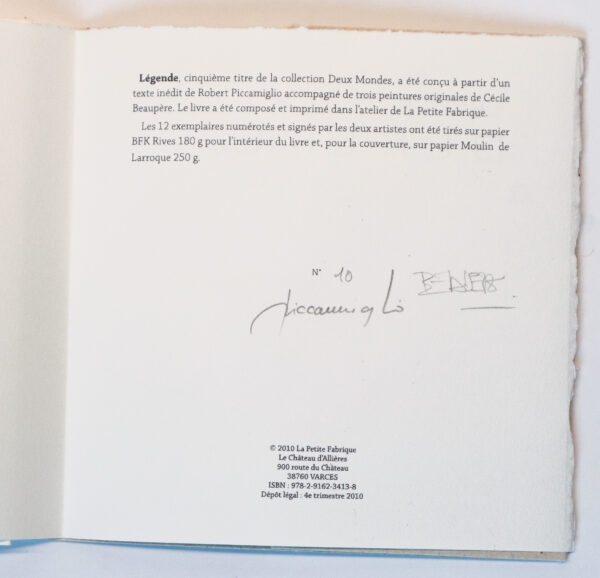 Légende, cinquième titre de la collection Deux Mondes, a été conçu à partir d'un
texte inédit de Robert Piccamiglio accompagné de trois peintures originales de Cécile
Beaupère. Le livre a été composé et imprimé dans l'atelier de La Petite Fabrique.
Les 12 exemplaires numérotés et signés par les deux artistes ont été tirés sur papier
BFK Rives 180 g pour l'intérieur du livre et, pour la couverture, sur papier Moulin de
Larroque 250 g.
N° 10
Piccamiglio
© 2010 La Petite Fabrique
Le Château d'Allières
900 route du Château
38760 VARCES
ISBN : 978-2-9162-3413-8
Dépôt légal : 4e trimestre 2010